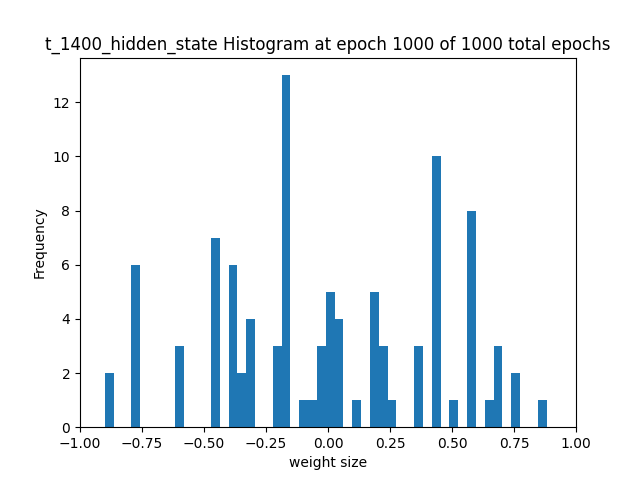 t_1400_hidden_state Histogram at epoch 1000 of 1000 total epochs
Frequency
12
10
8
6
4
2
0
−1.00 −0.75 −0.50 −0.25 0.00 0.25 0.50 0.75 1.00
weight size